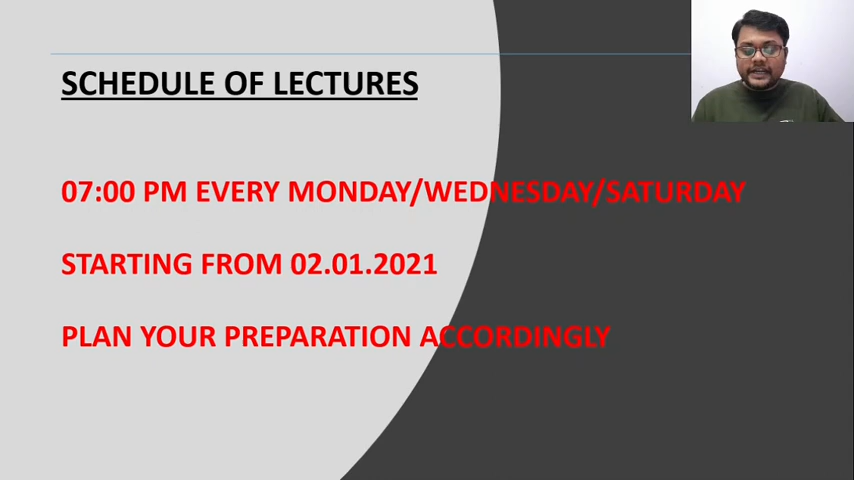 SCHEDULE OF LECTURES
07:00 PM EVERY MONDAY/WEDNESDAY/SATURDAY
STARTING FROM 02.01.2021
PLAN YOUR PREPARATION ACCORDINGLY